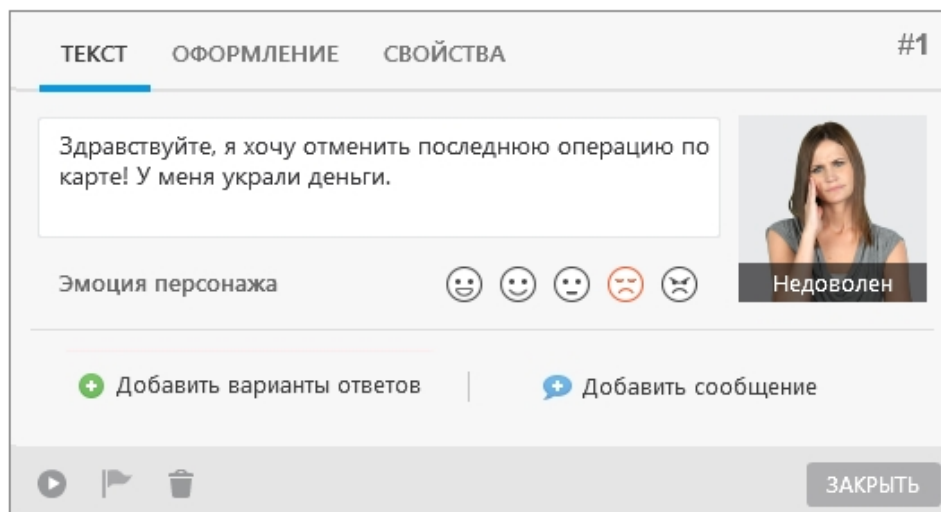 ТЕКСТ ОФОРМЛЕНИЕ СВОЙСТВА #1
Здравствуйте, я хочу отменить последнюю операцию по
карте! У меня украли деньги.
Эмоция персонажа
Недоволен
Добавить варианты ответов
Добавить сообщение
ЗАКРЫТЬ